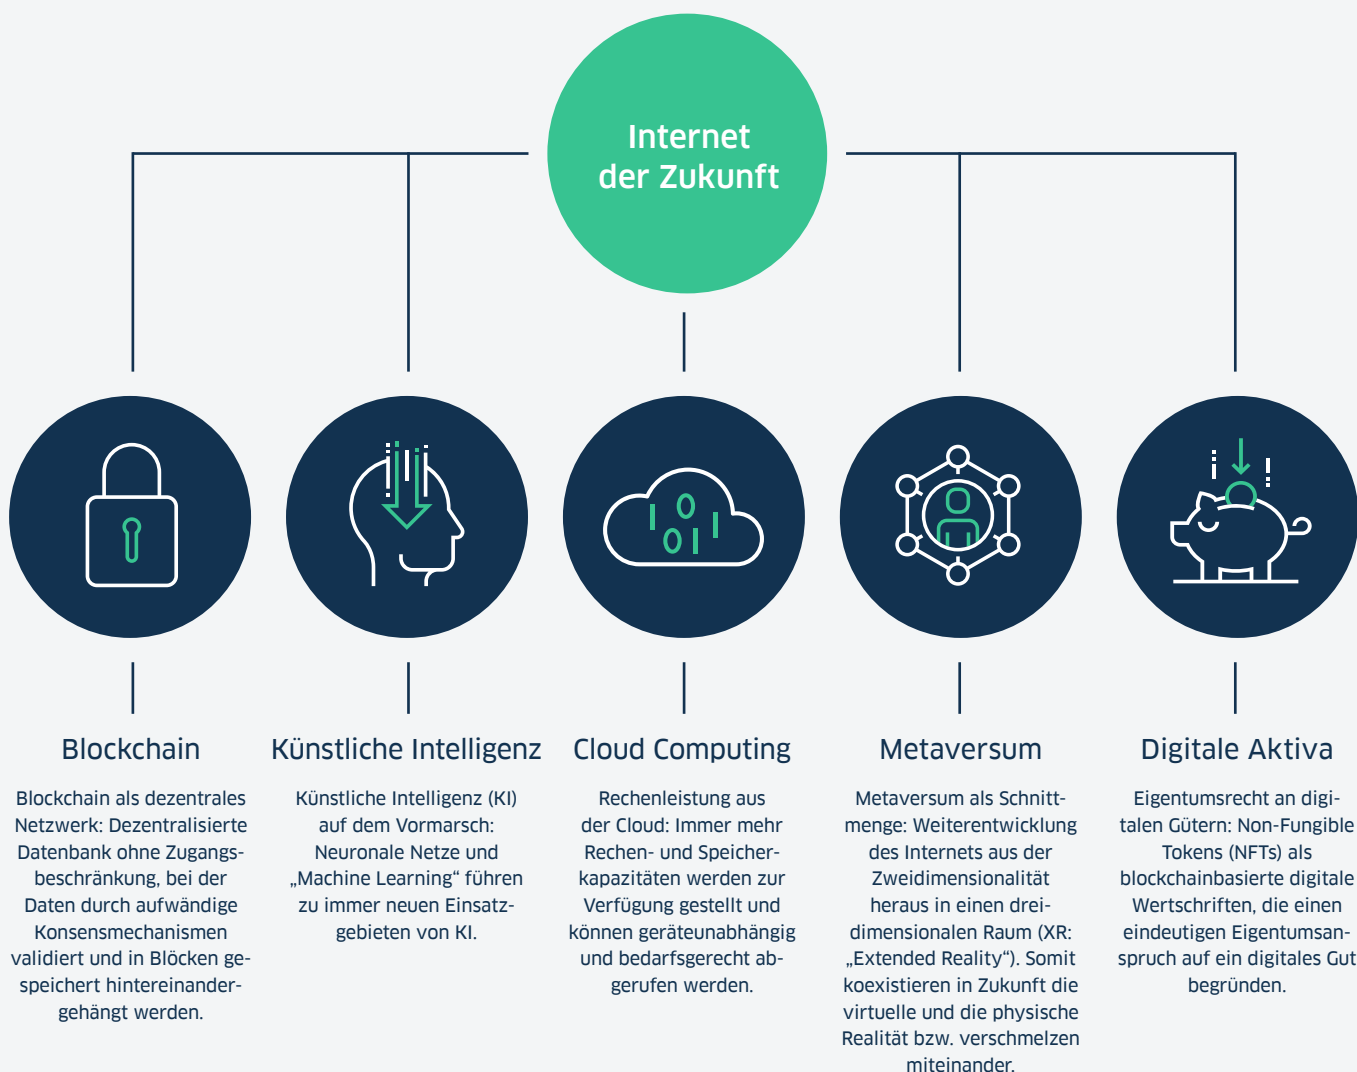 Internet
der Zukunft
Blockchain
Blockchain als dezentrales
Netzwerk: Dezentralisierte
Datenbank ohne Zugangs-
beschränkung, bei der
Daten durch aufwändige
Konsensmechanismen
validiert und in Blöcken ge-
speichert hintereinander-
gehängt werden.
Künstliche Intelligenz
Künstliche Intelligenz (KI)
auf dem Vormarsch:
Neuronale Netze und
„Machine Learning“ führen
zu immer neuen Einsatz-
gebieten von KI.
Cloud Computing
Rechenleistung aus
der Cloud: Immer mehr
Rechen- und Speicher-
kapazitäten werden zur
Verfügung gestellt und
können geräteunabhängig
und bedarfsgerecht ab-
gerufen werden.
Metaversum
Metaversum als Schnitt-
menge: Weiterentwicklung
des Internets aus der
Zweidimensionalität
heraus in einen drei-
dimensionalen Raum (XR:
„Extended Reality“). Somit
koexistieren in Zukunft die
virtuelle und die physische
Realität bzw. verschmelzen
miteinander.
Digitale Aktiva
Eigentumsrecht an digi-
talen Gütern: Non-Fungible
Tokens (NFTs) als
blockchainbasierte digitale
Wertschriften, die einen
eindeutigen Eigentumsan-
spruch auf ein digitales Gut
begründen.